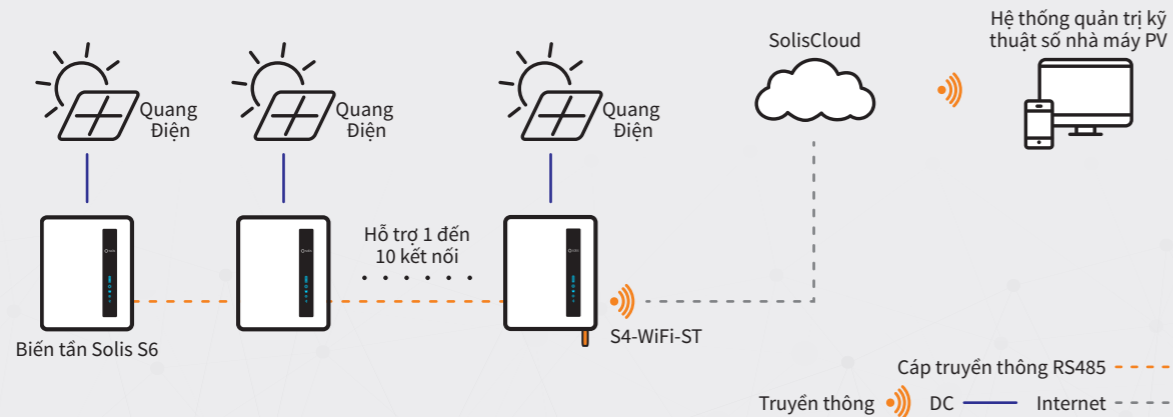 Hệ thống quản trị kỹ
thuật số nhà máy PV
SolisCloud
Quang
Điện
Quang
Điện
Quang
Điện
Hỗ trợ 1 đến
10 kết nối
S4-WiFi-ST
Biến tần Solis S6
Cáp truyền thông RS485
Truyền thông
DC
Internet